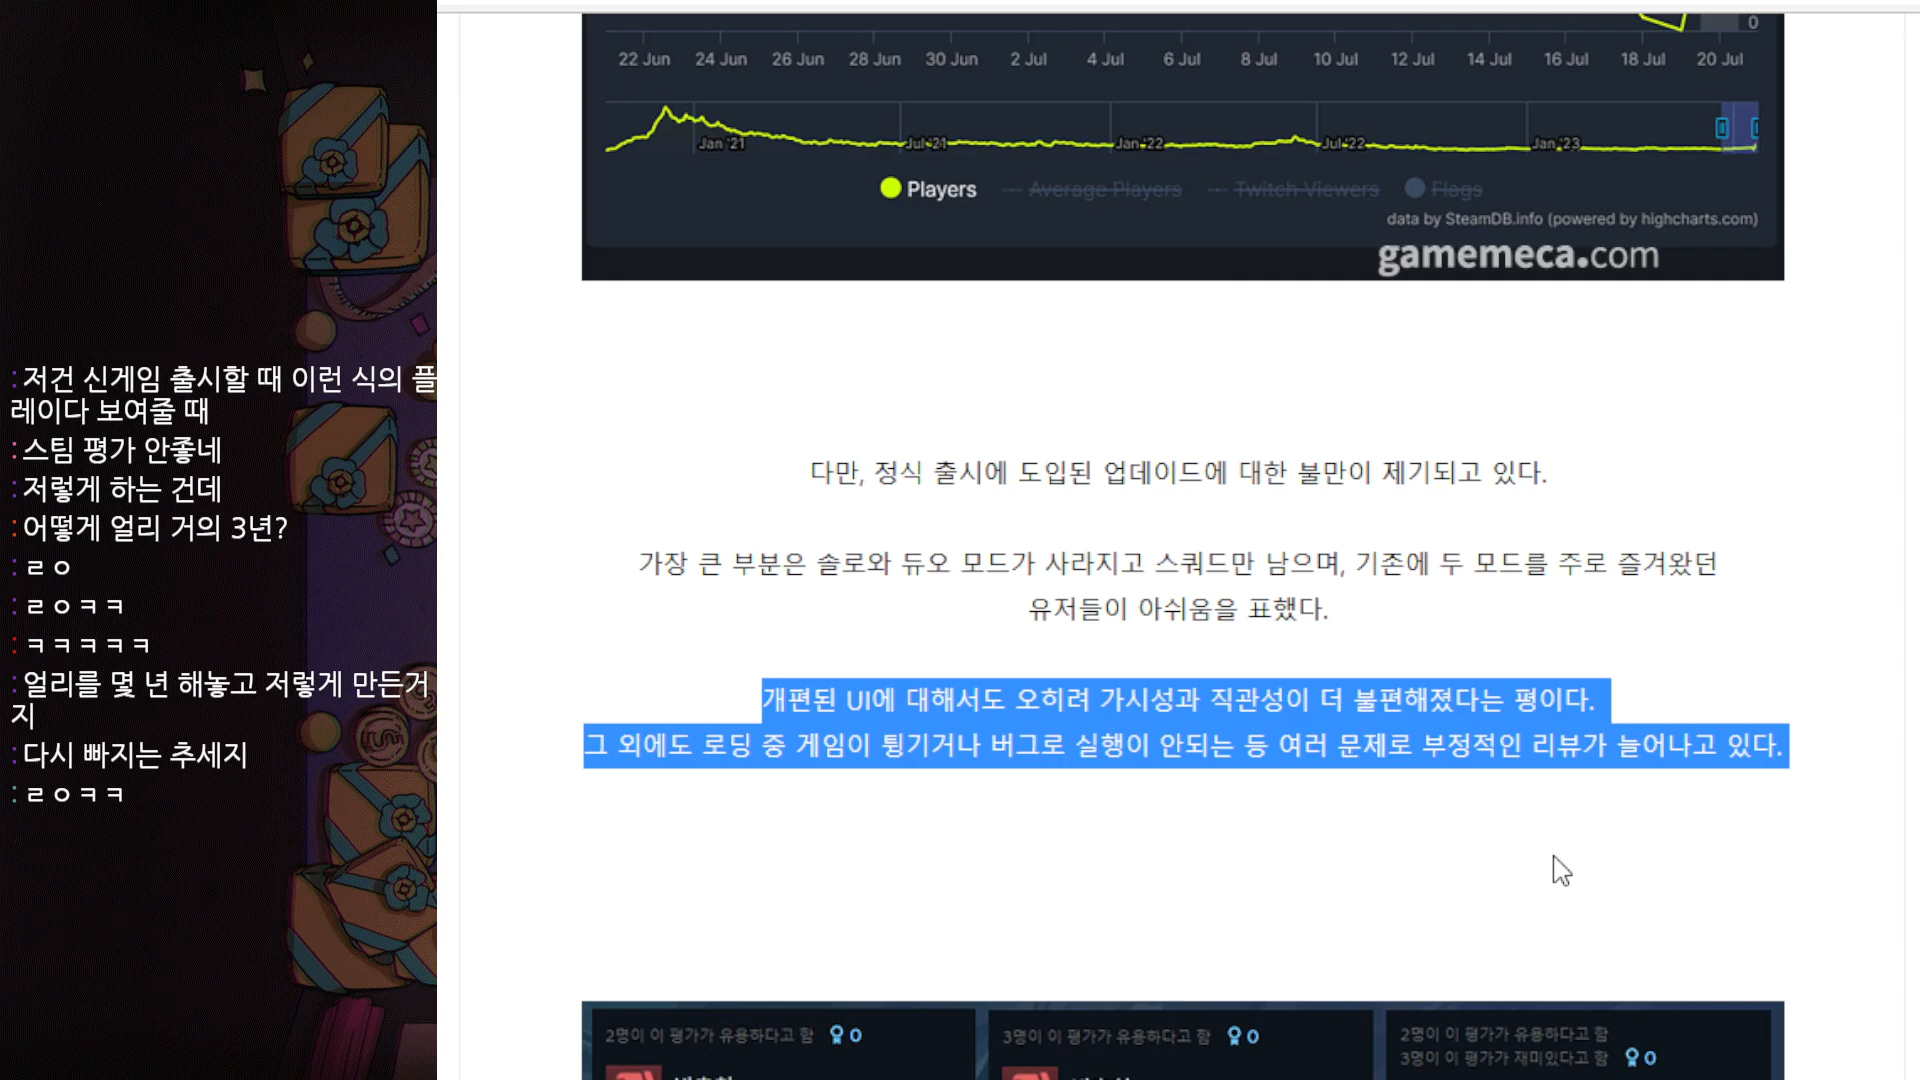 :저건 신게임 출시할 때 이런 식의 플
레이다 보여줄 때
:스팀 평가 안좋네
:저렇게 하는 건데
:어떻게 얼리 거의 3년?
:ㄹㅇ
:ㄹㅇㅋㅋ
:ㅋㅋㅋㅋㅋ
:얼리를 몇 년 해놓고 저렇게 만든거
지
:다시 빠지는 추세지
:ㄹㅇㅋㅋ
0
22 Jun 24 Jun 26 Jun 28 Jun 30 Jun 2 Jul 4 Jul 6 Jul 8 Jul 10 Jul 12 Jul 14 Jul 16 Jul 18 Jul 20 Jul
Jan '21 Jul '21 Jan '22 Jul '22 Jan '23
Players Average Players Twitch Viewers Flags
data by SteamDB.info (powered by highcharts.com)
gamemeca.com
다만, 정식 출시에 도입된 업데이드에 대한 불만이 제기되고 있다.
가장 큰 부분은 솔로와 듀오 모드가 사라지고 스쿼드만 남으며, 기존에 두 모드를 주로 즐겨왔던
유저들이 아쉬움을 표했다.
개편된 UI에 대해서도 오히려 가시성과 직관성이 더 불편해졌다는 평이다.
그 외에도 로딩 중 게임이 튕기거나 버그로 실행이 안되는 등 여러 문제로 부정적인 리뷰가 늘어나고 있다.
2명이 이 평가가 유용하다고 함 0
3명이 이 평가가 유용하다고 함 0
2명이 이 평가가 유용하다고 함
3명이 이 평가가 재미있다고 함 0